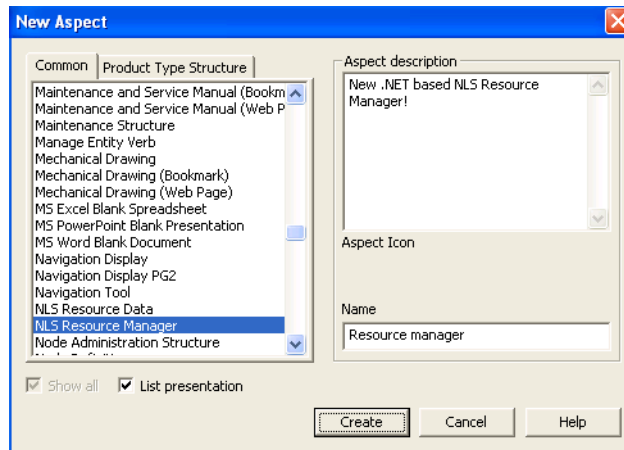 New Aspect
Common
Product Type Structure
Maintenance and Service Manual (Bookm
Maintenance and Service Manual (Web P
Maintenance Structure
Manage Entity Verb
Mechanical Drawing
Mechanical Drawing (Bookmark)
Mechanical Drawing (Web Page)
MS Excel Blank Spreadsheet
MS PowerPoint Blank Presentation
MS Word Blank Document
Navigation Display
Navigation Display PG2
Navigation Tool
NLS Resource Data
NLS Resource Manager
Node Administration Structure
Show all
List presentation
Aspect description
New .NET based NLS Resource
Manager!
Aspect Icon
Name
Resource manager
Create
Cancel
Help